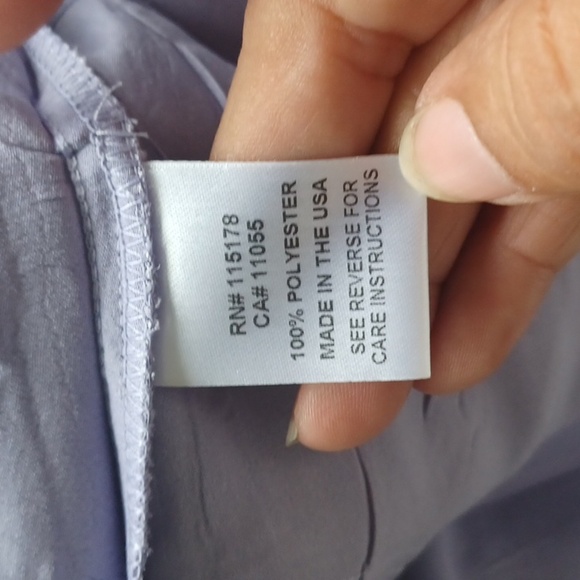 RN# 115178
CA# 11055
100% POLYESTER
MADE IN THE USA
SEE REVERSE FOR
CARE INSTRUCTIONS